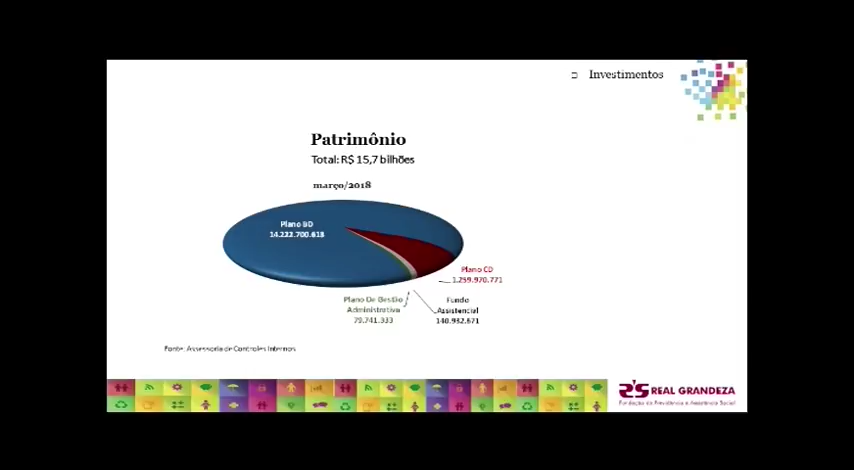 Investimentos
Patrimônio
Total: R$ 15,7 bilhões
março/2018
Plano BD
14.222.700.613
Plano CD
1.259.970.771
Plano De Gestão
Administrativa
79.741.333
Fundo
Assistencial
140.932.671
Fonte: Assessoria de Controles Internos
REAL GRANDEZA
Fundação de Previdência e Assistência Social